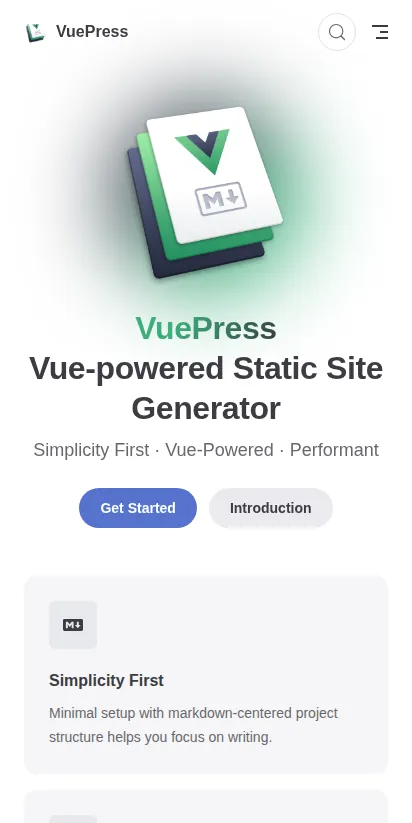 VuePress
M
VuePress
Vue-powered Static Site
Generator
Simplicity First · Vue-Powered · Performant
Get Started
Introduction
M
Simplicity First
Minimal setup with markdown-centered project
structure helps you focus on writing.